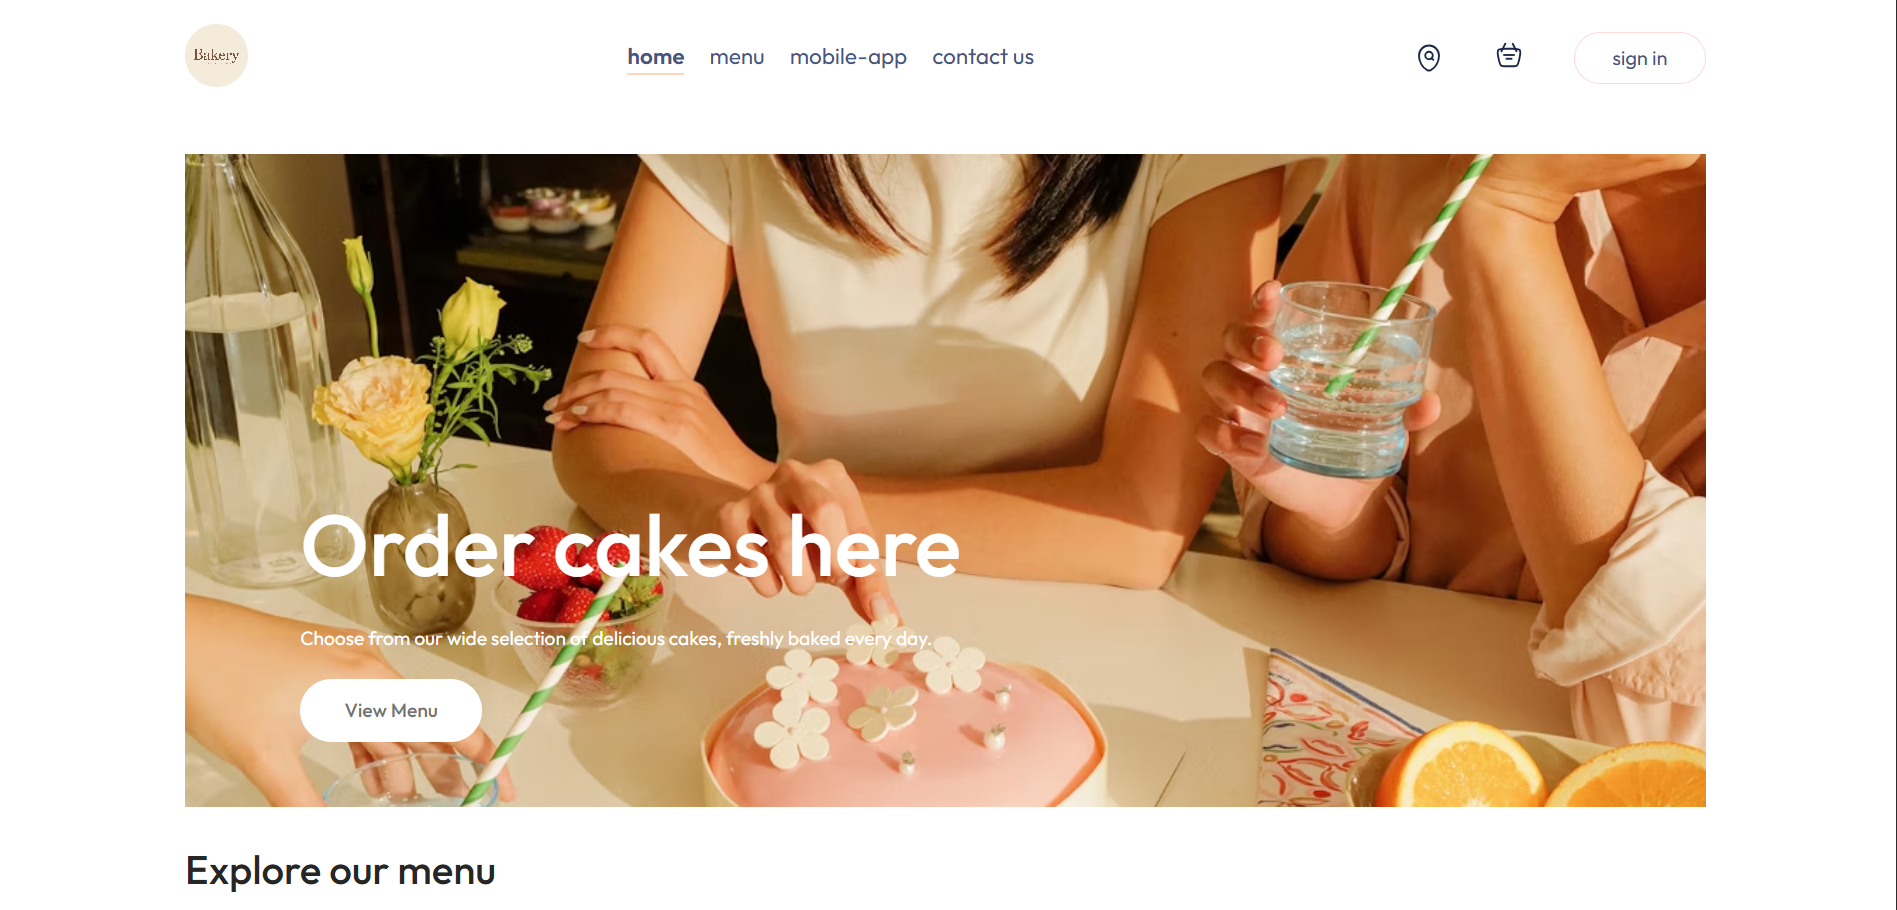 Bakery
home menu mobile-app contact us sign in
Order cakes here
Choose from our wide selection of delicious cakes, freshly baked every day.
View Menu
Explore our menu